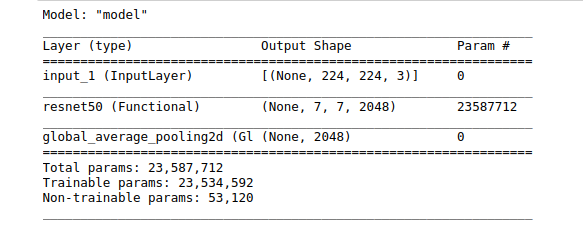 Model: "model"
_________________________________________________________________
Layer (type)                 Output Shape              Param #
=================================================================
input_1 (InputLayer)         [(None, 224, 224, 3)]     0
_________________________________________________________________
resnet50 (Functional)        (None, 7, 7, 2048)        23587712
_________________________________________________________________
global_average_pooling2d (Gl (None, 2048)              0
=================================================================
Total params: 23,587,712
Trainable params: 23,534,592
Non-trainable params: 53,120
_________________________________________________________________